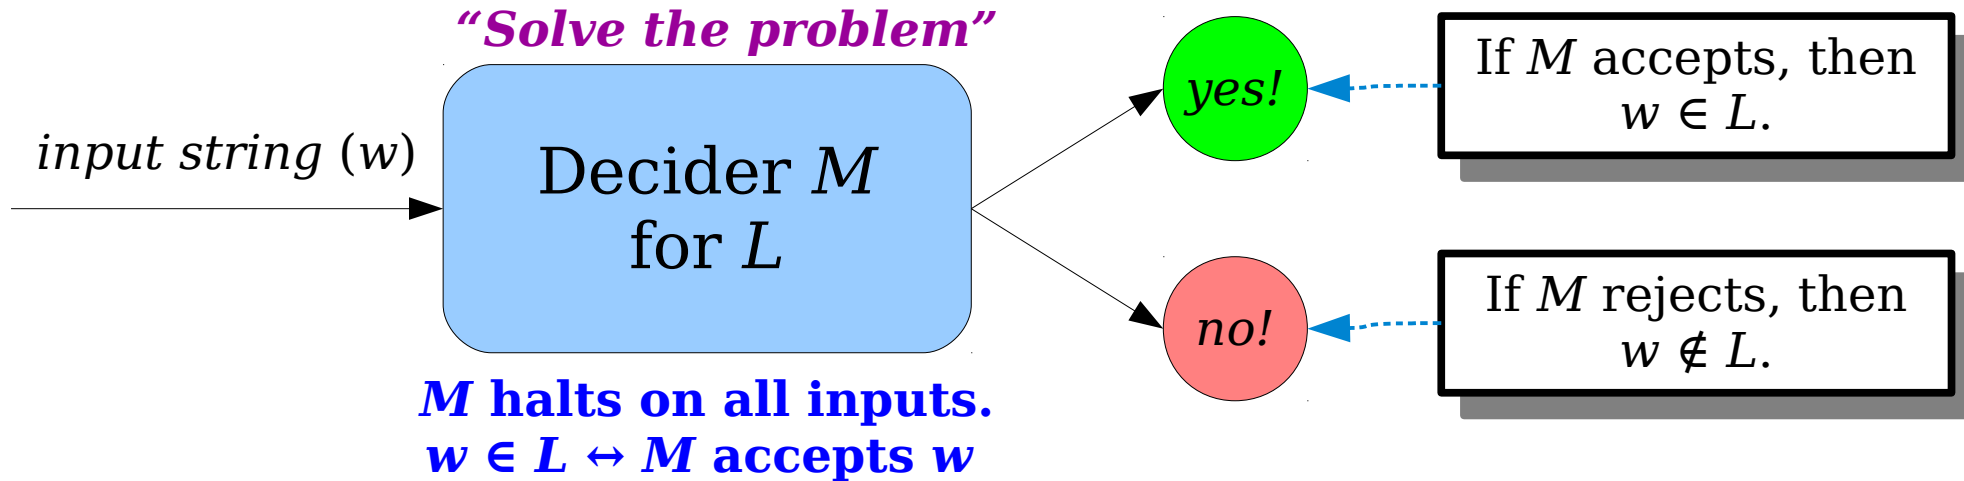 “Solve the problem”
input string (w)
Decider M
for L
M halts on all inputs.
w ∈ L ↔ M accepts w
yes!
If M accepts, then
w ∈ L.
no!
If M rejects, then
w ∉ L.